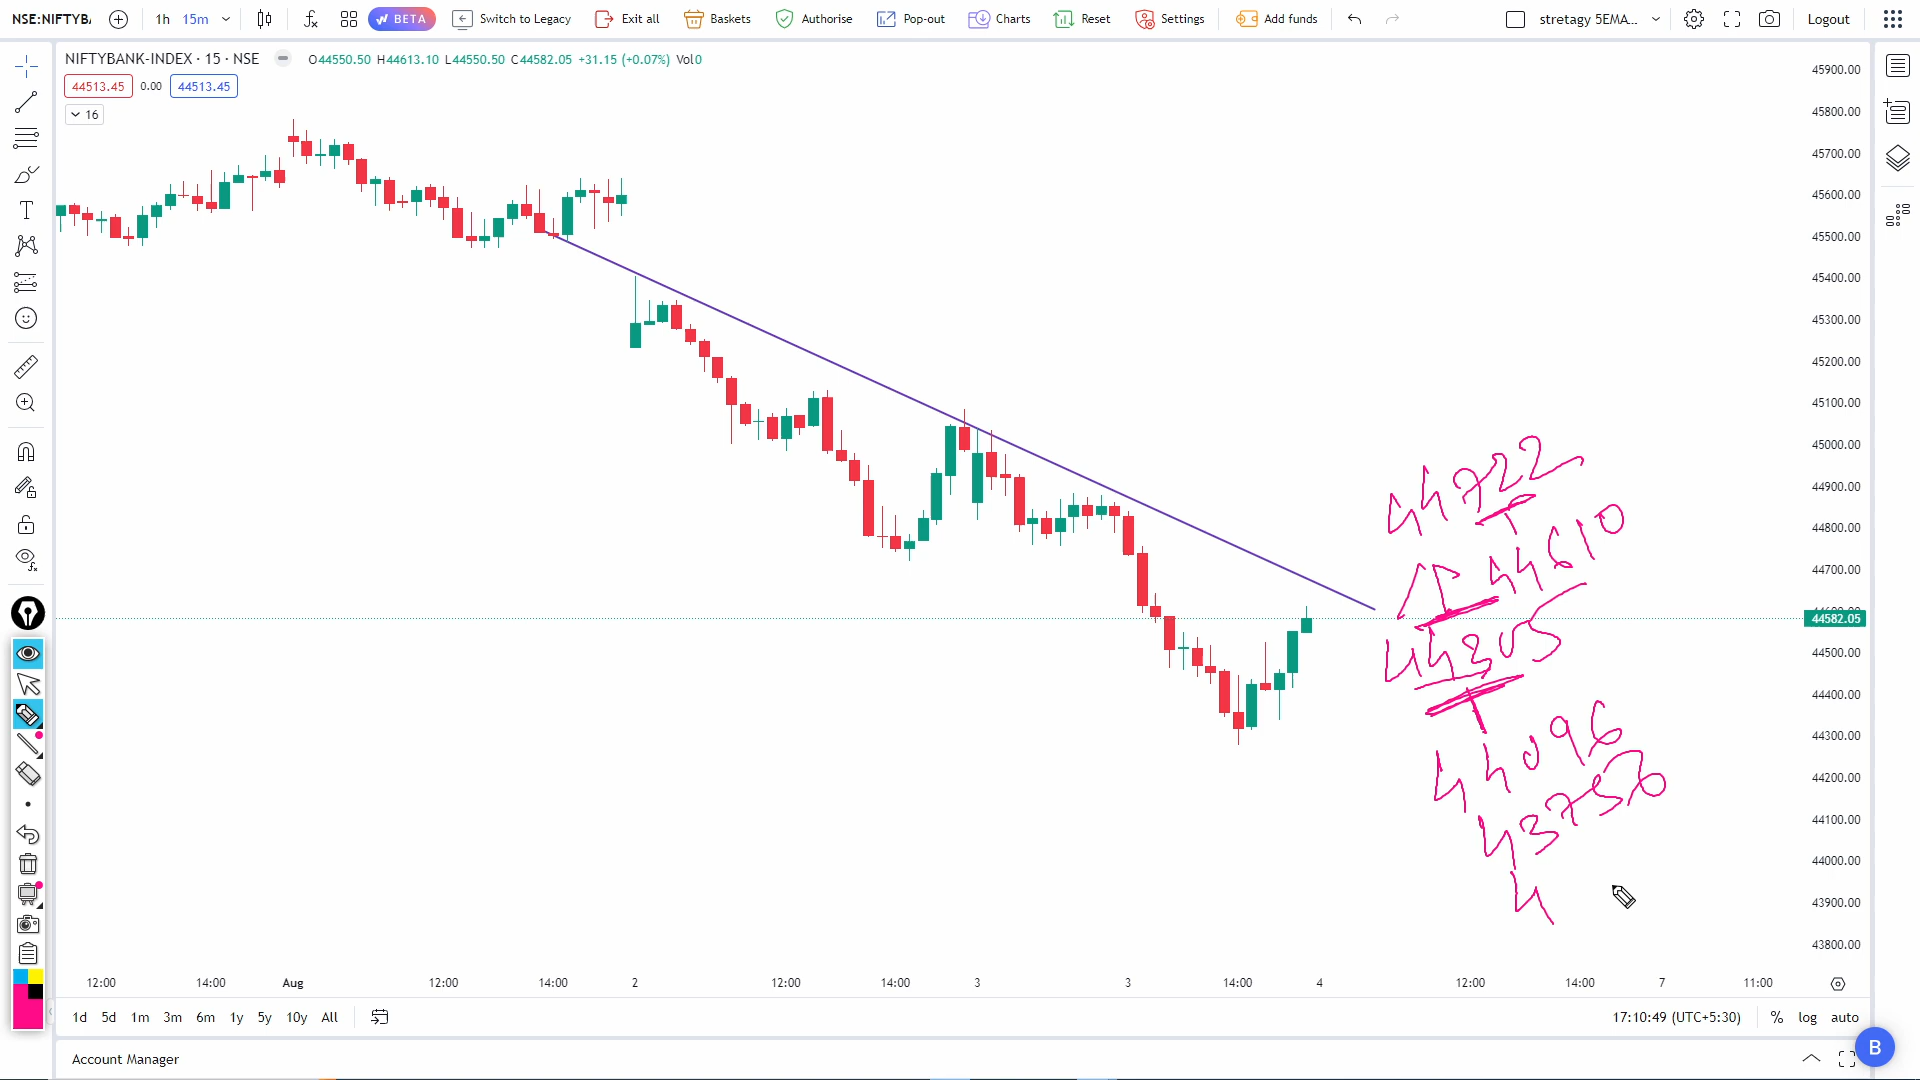 NSE:NIFTYB
1h 15m
BETA
Switch to Legacy
Exit all
Baskets
Authorise
Pop-out
Charts
Reset
Settings
Add funds
stretagy 5EMA...
Logout
NIFTYBANK-INDEX · 15 · NSE
O44550.50 H44613.10 L44550.50 C44582.05 +31.15 (+0.07%) Vol0
44513.45 0.00 44513.45
16
45900.00
45800.00
45700.00
45600.00
45500.00
45400.00
45300.00
45200.00
45100.00
45000.00
44900.00
44800.00
44700.00
44582.05
44500.00
44400.00
44300.00
44200.00
44100.00
44000.00
43900.00
43800.00
44722
44610
44305
44096
43756
4
12:00 14:00 Aug 12:00 14:00 2 12:00 14:00 3 3 14:00 4 12:00 14:00 7 11:00
1d 5d 1m 3m 6m 1y 5y 10y All
17:10:49 (UTC+5:30) % log auto
Account Manager
B